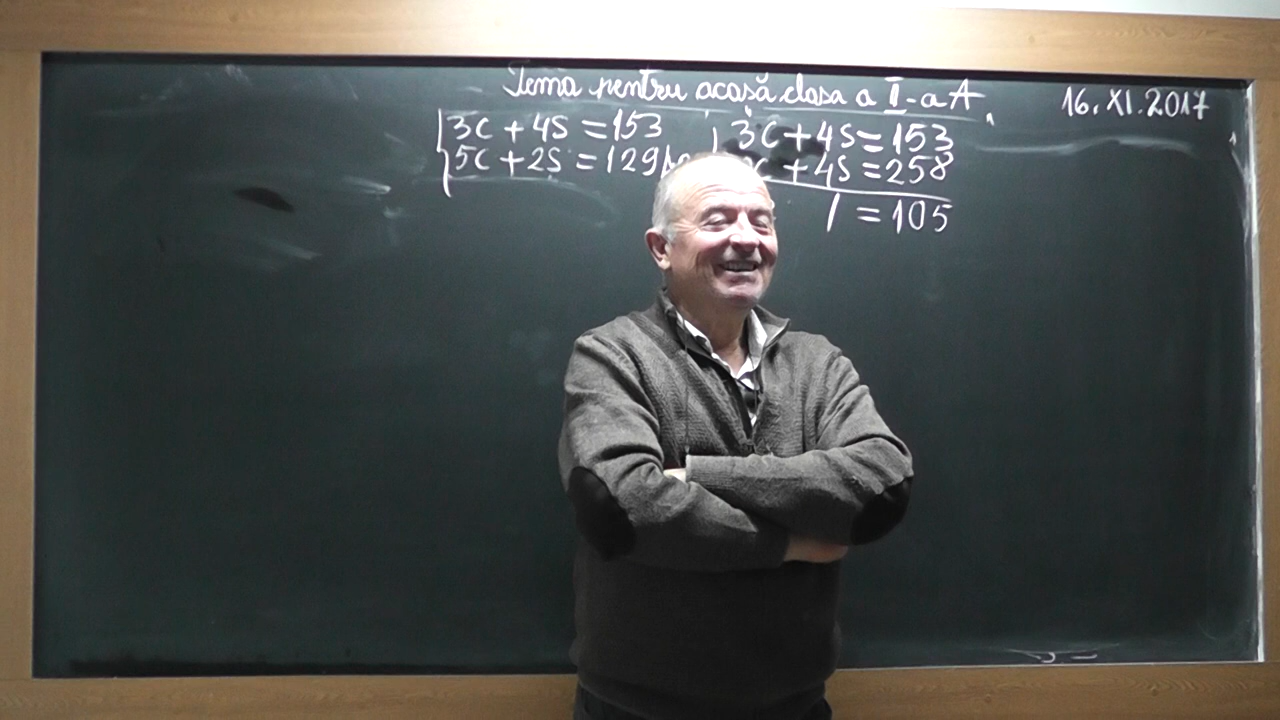 Tema pentru acasă clasa a II-a A
16.XI.2017
3C + 4S = 153
5C + 2S = 129
3C + 4S = 153
C + 4S = 258
/ = 105